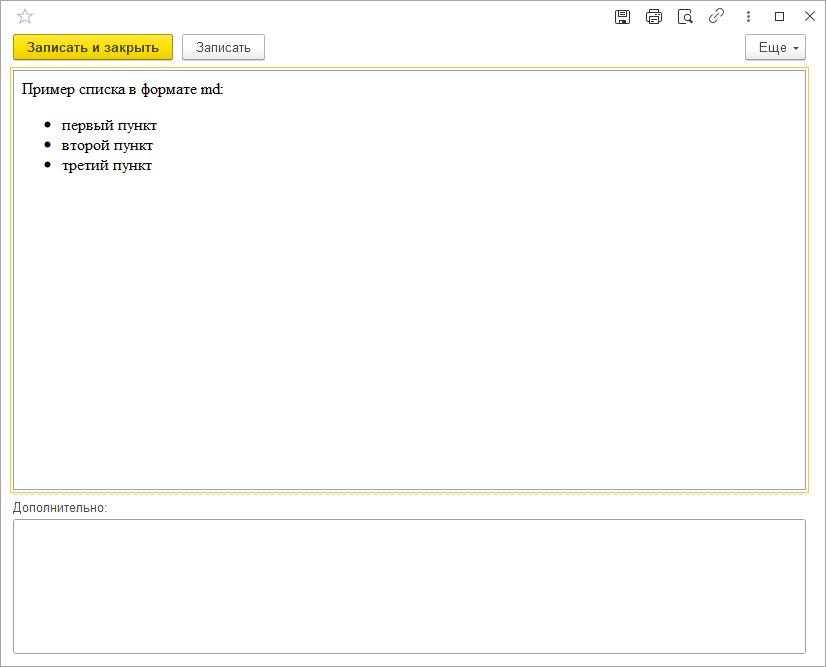 Записать и закрыть Записать Еще
Пример списка в формате md:
первый пункт
второй пункт
третий пункт
Дополнительно: